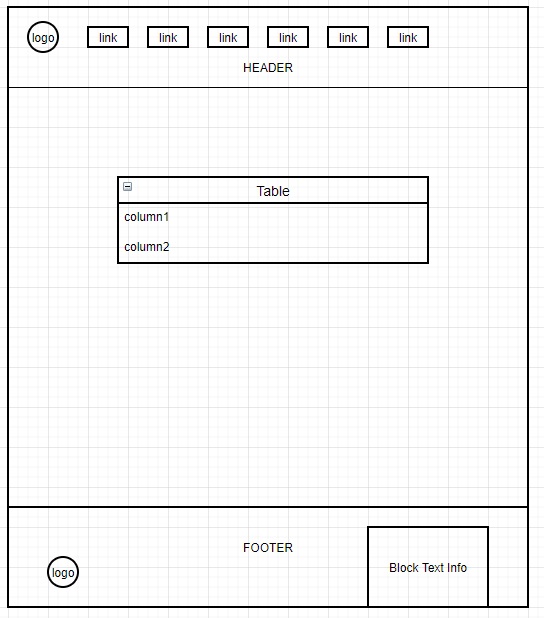 logo link link link link link link
HEADER
Table
column1
column2
FOOTER
Block Text Info
logo